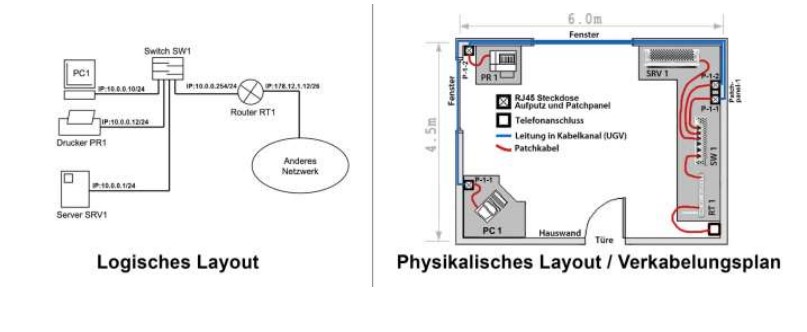 Switch SW1
PC1
IP:10.0.0.10/24
IP:10.0.0.254/24
IP:178.12.1.12/26
Router RT1
IP:10.0.0.12/24
Drucker PR1
Anderes
Netzwerk
IP:10.0.0.1/24
Server SRV1
Logisches Layout
6.0m
Fenster
P-1-2
PR 1
SRV 1
Fenster
4.5m
RJ45 Steckdose
Aufputz und Patchpanel
Telefonanschluss
Leitung in Kabelkanal (UGV)
Patchkabel
P-1-2
P-1-1
Patch-
panel-1
SW 1
P-1-1
PC 1
RT 1
Hauswand
Türe
Physikalisches Layout / Verkabelungsplan